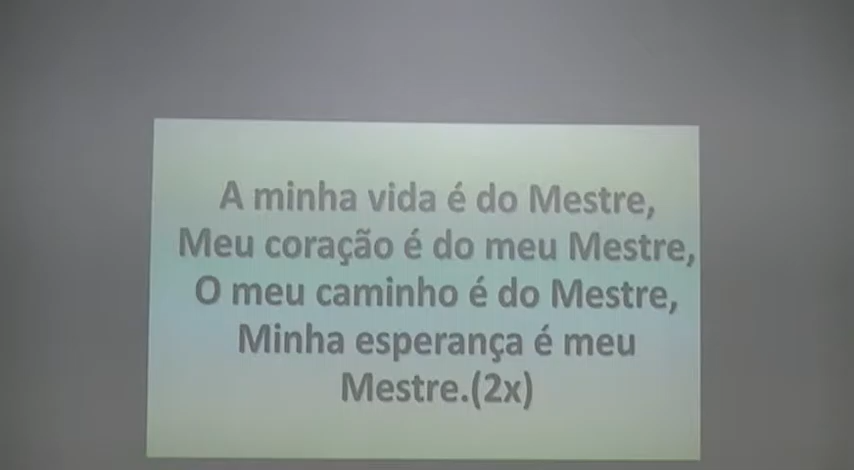 A minha vida é do Mestre,
Meu coração é do meu Mestre,
O meu caminho é do Mestre,
Minha esperança é meu
Mestre.(2x)